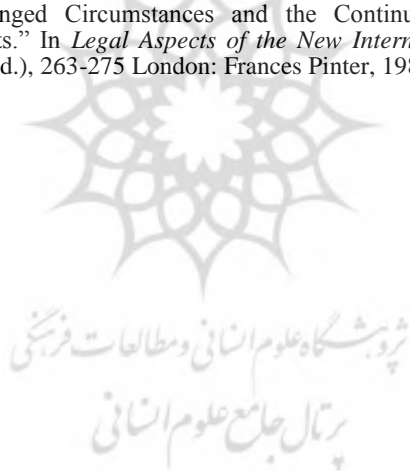 nged Circumstances and the Continu
ts.” In Legal Aspects of the New Intern
d.), 263-275 London: Frances Pinter, 198
پژوهشگاه علوم انسانی و مطالعات فرهنگی
پرتال جامع علوم انسانی